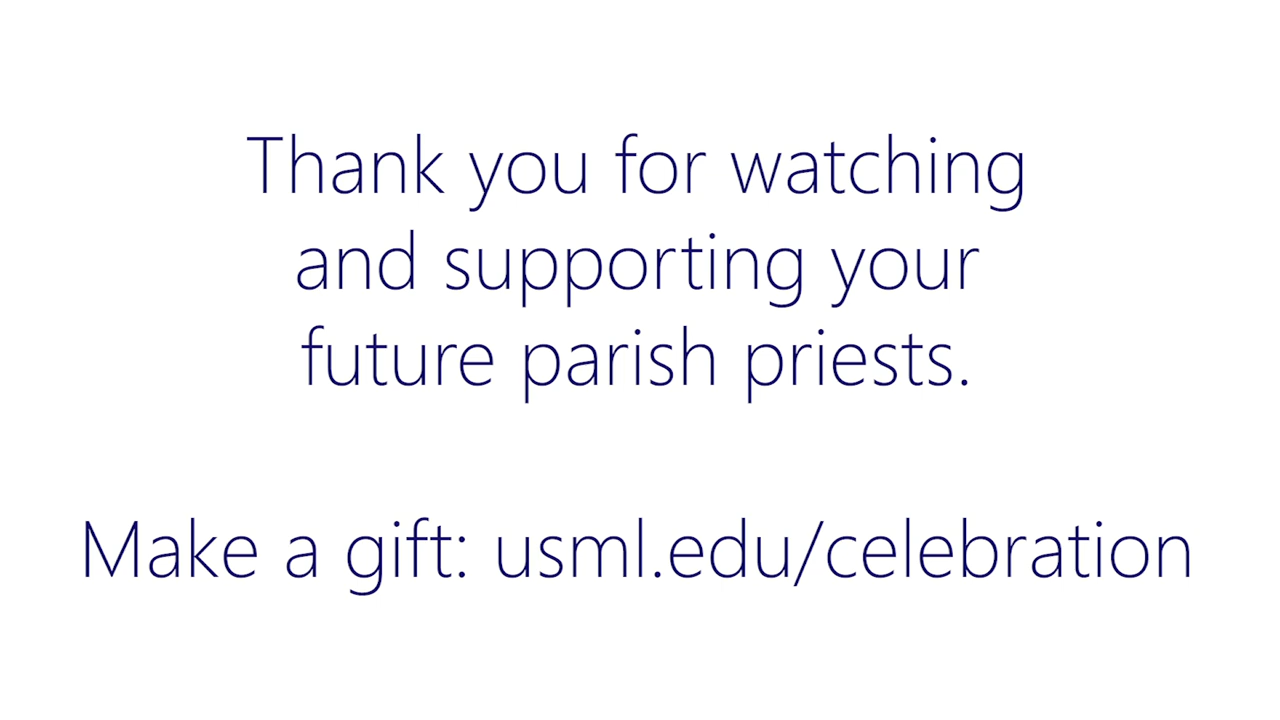 Thank you for watching
and supporting your
future parish priests.
Make a gift: usml.edu/celebration